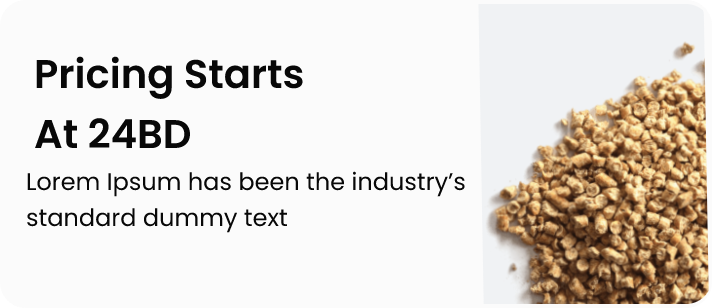 Pricing Starts
At 24BD
Lorem Ipsum has been the industry’s
standard dummy text